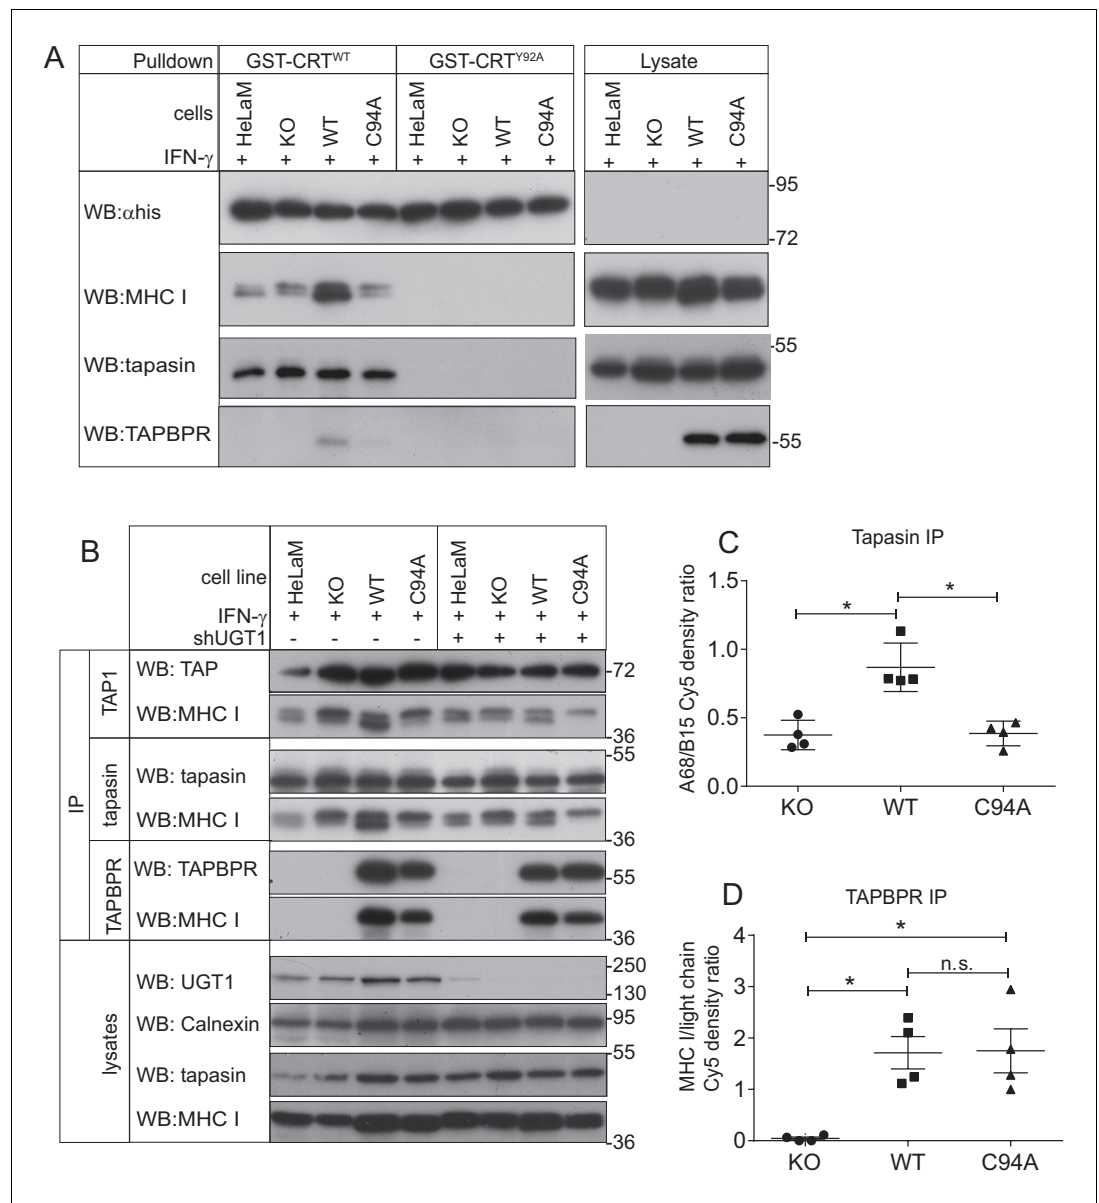 A
Pulldown GST-CRTWT GST-CRTY92A Lysate
cells HeLaM KO WT C94A HeLaM KO WT C94A HeLaM KO WT C94A
IFN-γ + + + + + + + + + + + +
WB:αhis
-95
-72
WB:MHC I
WB:tapasin
-55
WB:TAPBPR
-55
B
cell line HeLaM KO WT C94A HeLaM KO WT C94A
IFN-γ + + + + + + + +
shUGT1 - - - - + + + +
IP
TAP1
WB: TAP
-72
WB:MHC I
-36
tapasin
-55
WB: tapasin
WB:MHC I
-36
TAPBPR
WB: TAPBPR
-55
WB:MHC I
-36
lysates
WB: UGT1
-250
-130
WB: Calnexin
-95
WB: tapasin
-55
WB:MHC I
-36
C
Tapasin IP
A68/B15 Cy5 density ratio
1.5
1.0
0.5
0.0
* *
KO WT C94A
D
TAPBPR IP
MHC I/light chain
Cy5 density ratio
4
3
2
1
0
*
* n.s.
KO WT C94A